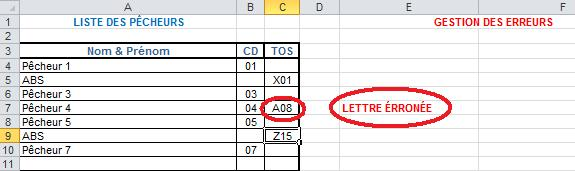 A B C D E F
1 LISTE DES PÊCHEURS GESTION DES ERREURS
2
3 Nom & Prénom CD TOS
4 Pêcheur 1 01
5 ABS X01
6 Pêcheur 3 03
7 Pêcheur 4 04 A08 LETTRE ÉRRONÉE
8 Pêcheur 5 05
9 ABS Z15
10 Pêcheur 7 07
11